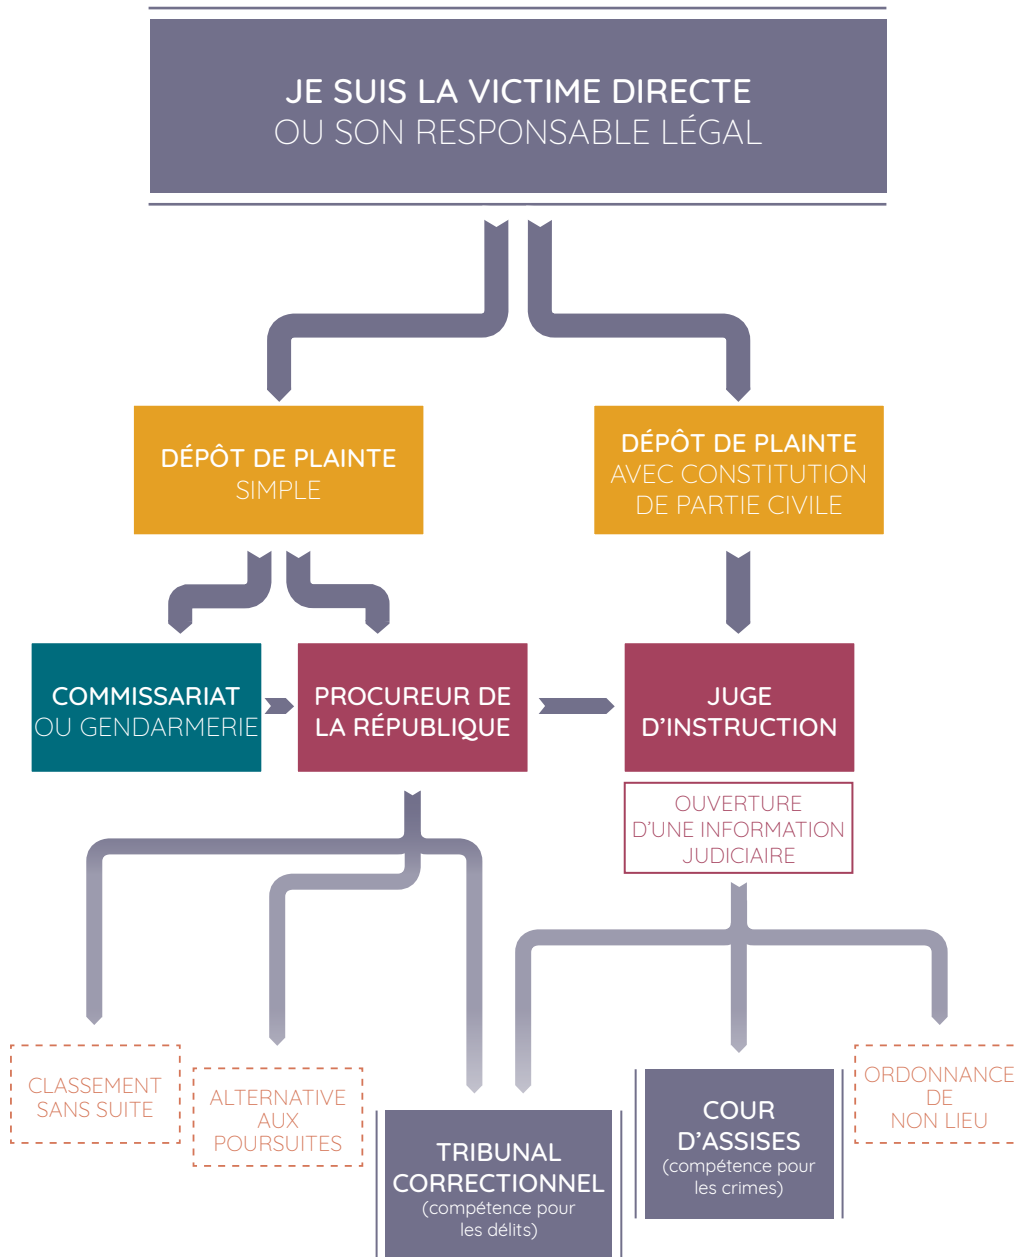 JE SUIS LA VICTIME DIRECTE
OU SON RESPONSABLE LÉGAL
DÉPÔT DE PLAINTE
SIMPLE
DÉPÔT DE PLAINTE
AVEC CONSTITUTION
DE PARTIE CIVILE
COMMISSARIAT
OU GENDARMERIE
PROCUREUR DE
LA RÉPUBLIQUE
JUGE
D’INSTRUCTION
OUVERTURE
D’UNE INFORMATION
JUDICIAIRE
CLASSEMENT
SANS SUITE
ALTERNATIVE
AUX
POURSUITES
TRIBUNAL
CORRECTIONNEL
(compétence pour
les délits)
COUR
D’ASSISES
(compétence pour
les crimes)
ORDONNANCE
DE
NON LIEU